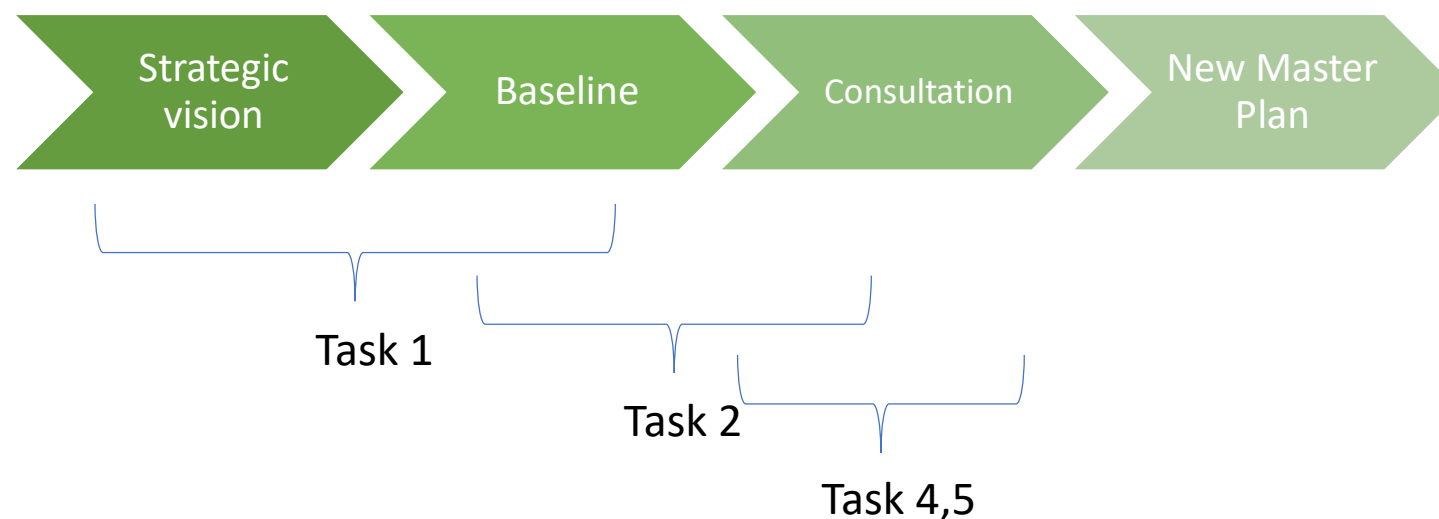 Strategic
vision
Baseline
Consultation
New Master
Plan
Task 1
Task 2
Task 4,5